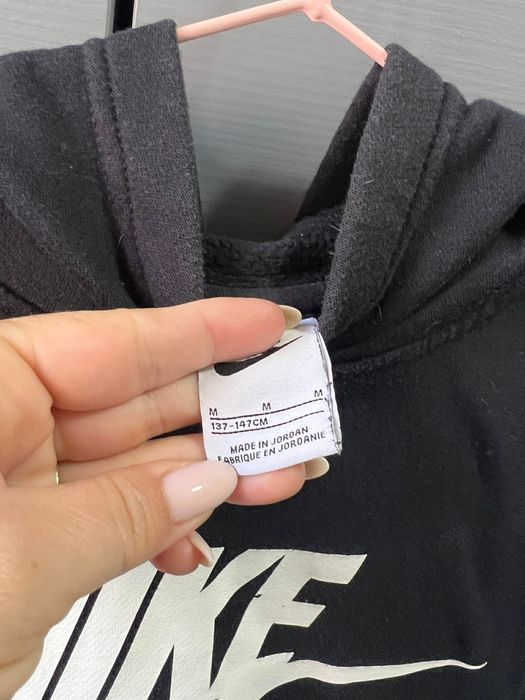 M M M
137-147CM
MADE IN JORDAN
FABRIQUE EN JORDANIE
NIKE